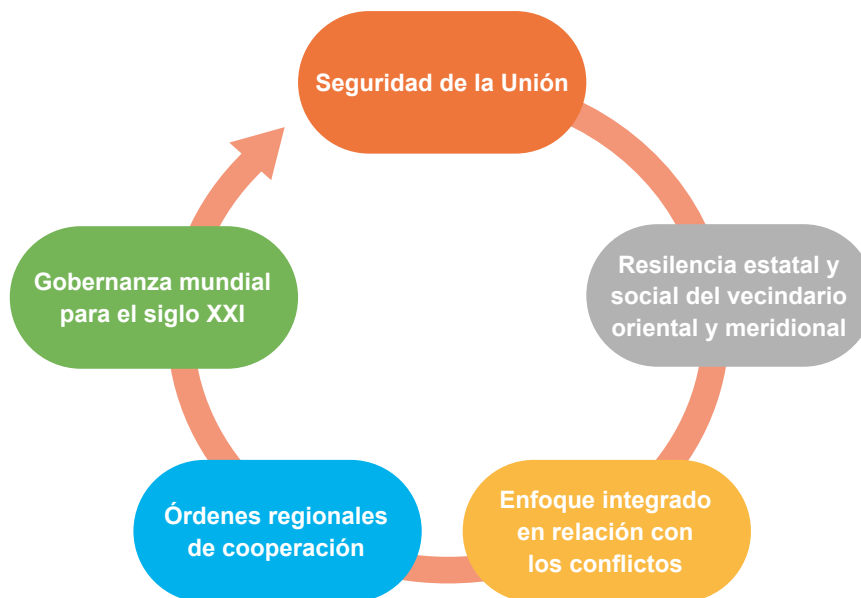 Seguridad de la Unión
Resilencia estatal y
social del vecindario
oriental y meridional
Enfoque integrado
en relación con
los conflictos
Órdenes regionales
de cooperación
Gobernanza mundial
para el siglo XXI